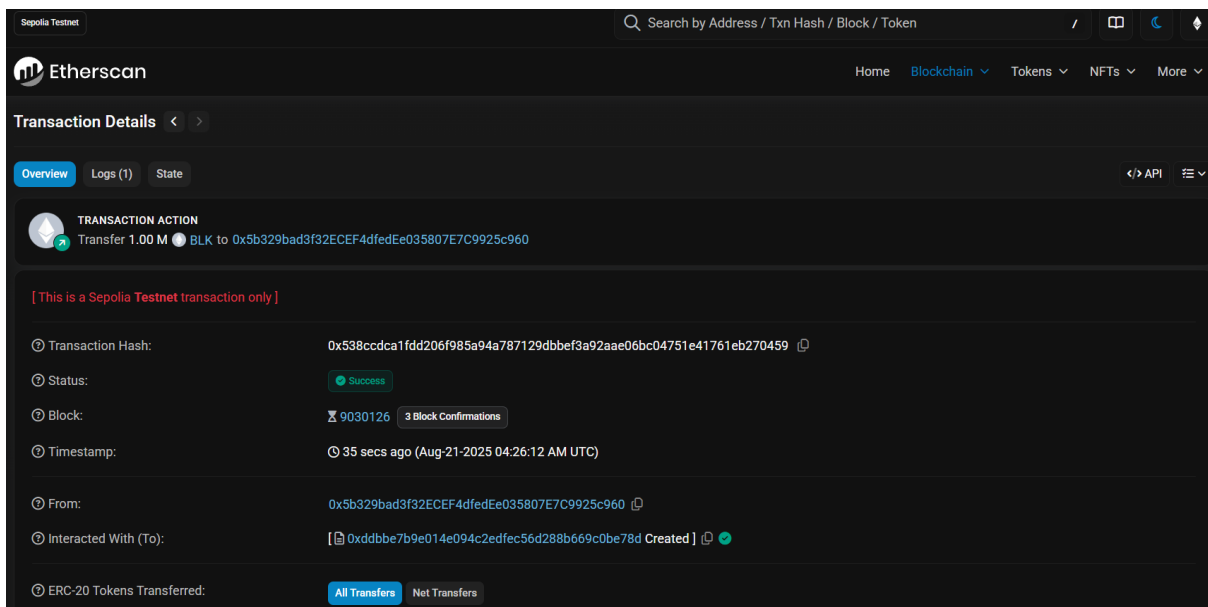 Sepolia Testnet
Search by Address / Txn Hash / Block / Token /
Etherscan
Home Blockchain Tokens NFTs More
Transaction Details
Overview Logs (1) State
</> API
TRANSACTION ACTION
Transfer 1.00 M BLK to 0x5b329bad3f32ECEF4dfedEe035807E7C9925c960
[ This is a Sepolia Testnet transaction only ]
Transaction Hash: 0x538ccdca1fdd206f985a94a787129dbbef3a92aae06bc04751e41761eb270459
Status: Success
Block: 9030126 3 Block Confirmations
Timestamp: 35 secs ago (Aug-21-2025 04:26:12 AM UTC)
From: 0x5b329bad3f32ECEF4dfedEe035807E7C9925c960
Interacted With (To): [ 0xddbbe7b9e014e094c2edfec56d288b669c0be78d Created ]
ERC-20 Tokens Transferred: All Transfers Net Transfers